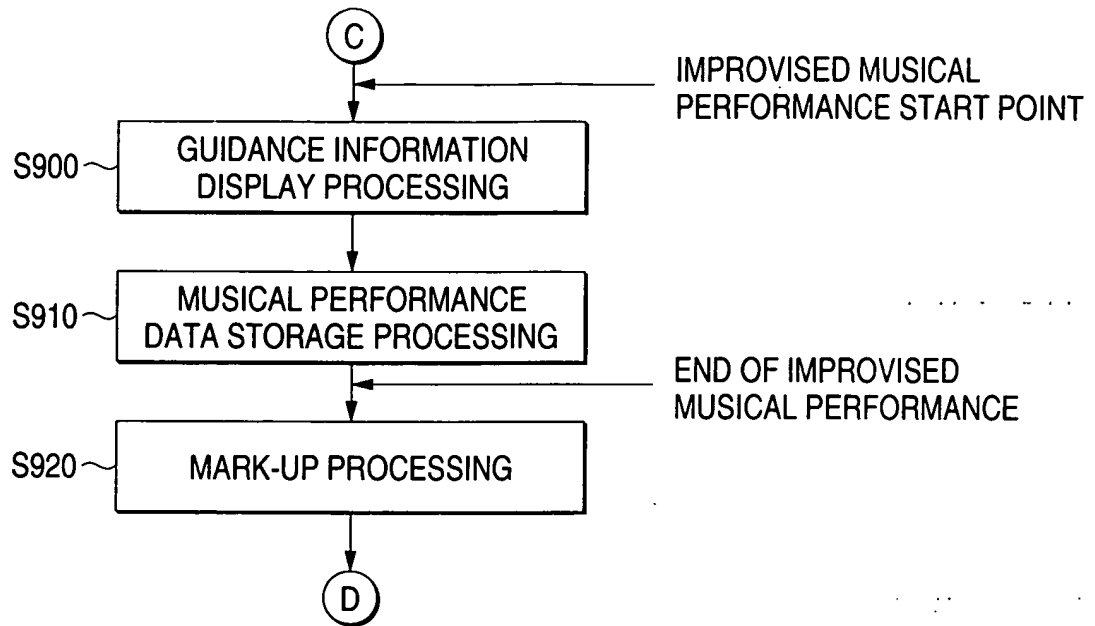 C
IMPROVISED MUSICAL
PERFORMANCE START POINT
S900
GUIDANCE INFORMATION
DISPLAY PROCESSING
S910
MUSICAL PERFORMANCE
DATA STORAGE PROCESSING
END OF IMPROVISED
MUSICAL PERFORMANCE
S920
MARK-UP PROCESSING
D